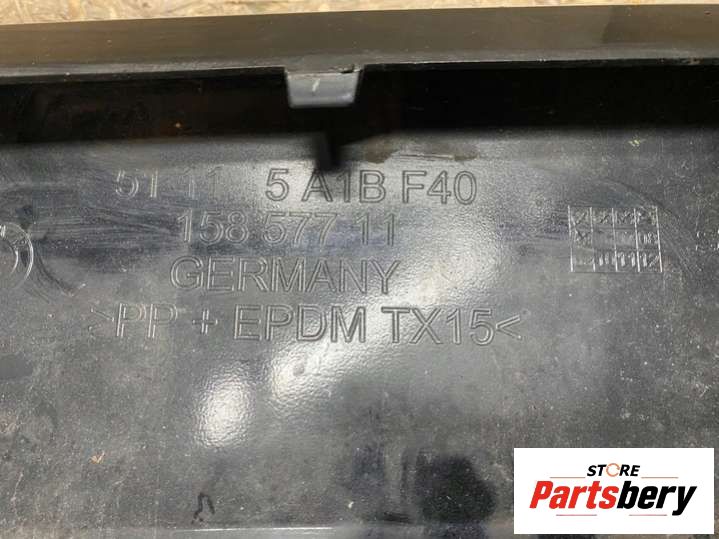 51 11 5 A1B F40
158 577 11
GERMANY
>PP + EPDM TX15<
STORE
Partsbery